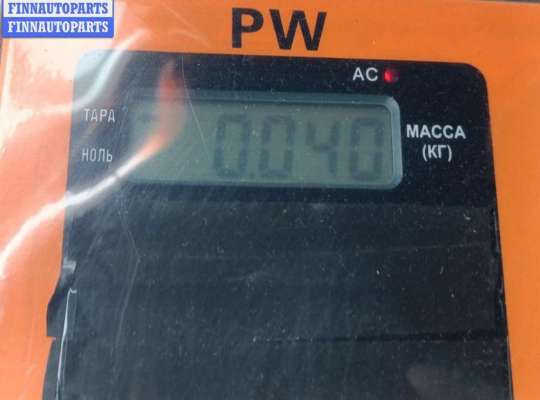 FINNAUTOPARTS
FINNAUTOPARTS
PW
AC
ТАРА
0.040
МАССА
НОЛЬ
(КГ)